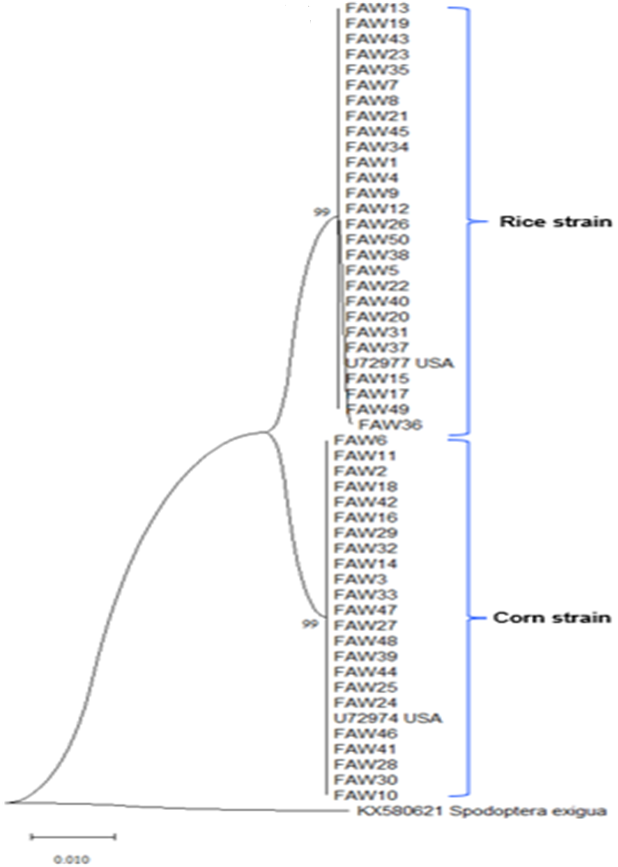 FAW13
FAW19
FAW43
FAW23
FAW35
FAW7
FAW8
FAW21
FAW45
FAW34
FAW1
FAW4
FAW9
FAW12
99
FAW26
Rice strain
FAW50
FAW38
FAW5
FAW22
FAW40
FAW20
FAW31
FAW37
U72977 USA
FAW15
FAW17
FAW49
FAW36
FAW6
FAW11
FAW2
FAW18
FAW42
FAW16
FAW29
FAW32
FAW14
FAW3
FAW33
FAW47
Corn strain
99
FAW27
FAW48
FAW39
FAW44
FAW25
FAW24
U72974 USA
FAW46
FAW41
FAW28
FAW30
FAW10
KX580621 Spodoptera exigua
0.010